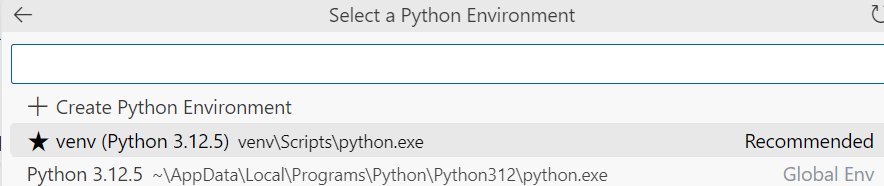 Select a Python Environment
Create Python Environment
venv (Python 3.12.5) venv\Scripts\python.exe Recommended
Python 3.12.5 ~\AppData\Local\Programs\Python\Python312\python.exe Global Env